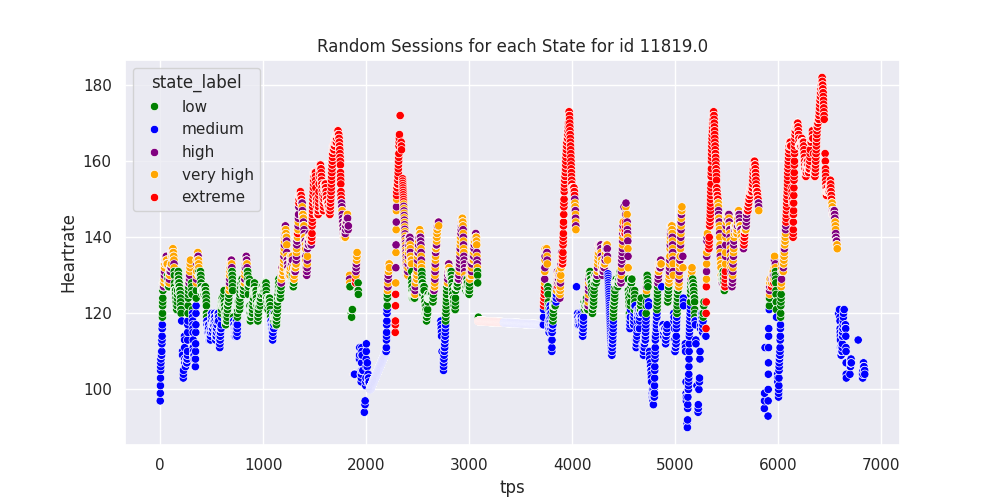 Random Sessions for each State for id 11819.0
state_label
low
medium
high
very high
extreme
Heartrate
180
160
140
120
100
0 1000 2000 3000 4000 5000 6000 7000
tps